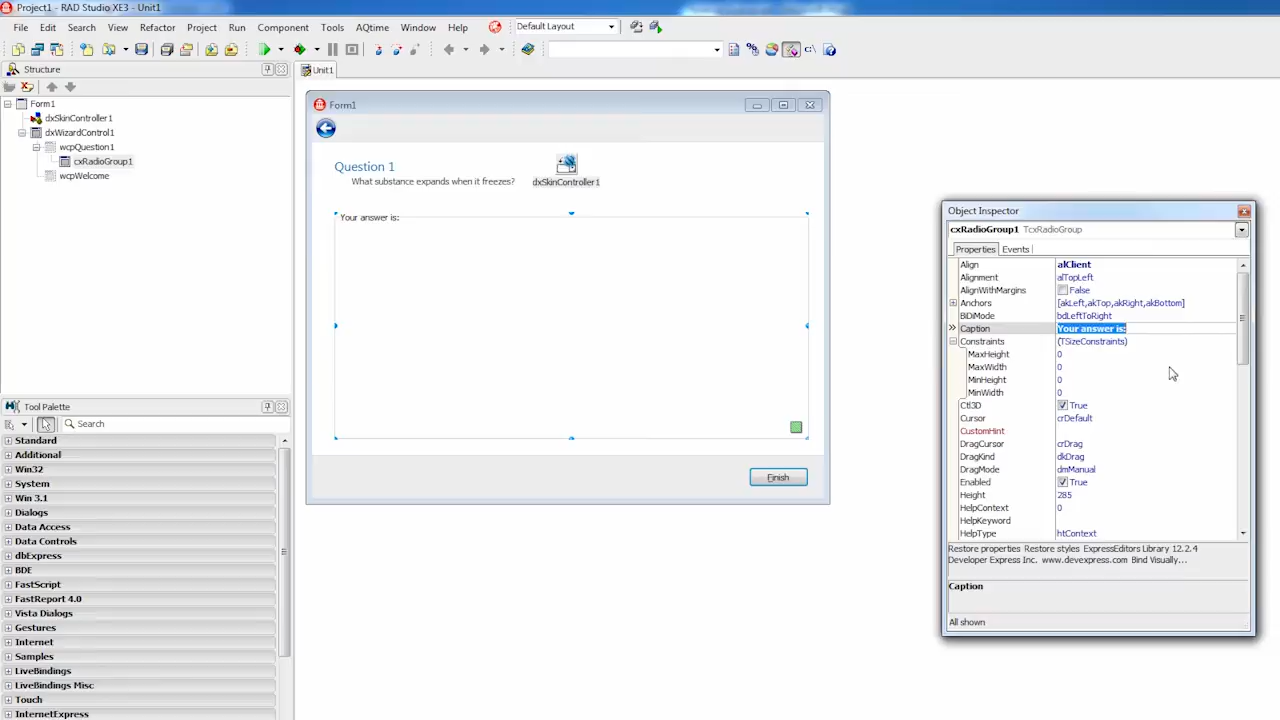 Project1 - RAD Studio XE3 - Unit1
File Edit Search View Refactor Project Run Component Tools AQtime Window Help Default Layout
Structure
Unit1
Form1
dxSkinController1
dxWizardControl1
wcpQuestion1
cxRadioGroup1
wcpWelcome
Form1
Question 1
What substance expands when it freezes?
dxSkinController1
Your answer is:
Finish
Tool Palette
Search
Standard
Additional
Win32
System
Win 3.1
Dialogs
Data Access
Data Controls
dbExpress
BDE
FastScript
FastReport 4.0
Vista Dialogs
Gestures
Internet
Samples
LiveBindings
LiveBindings Misc
Touch
InternetExpress
Object Inspector
cxRadioGroup1 TcxRadioGroup
Properties Events
Align alClient
Alignment alTopLeft
AlignWithMargins False
Anchors [akLeft,akTop,akRight,akBottom]
BiDiMode bdLeftToRight
Caption Your answer is:
Constraints (TSizeConstraints)
MaxHeight 0
MaxWidth 0
MinHeight 0
MinWidth 0
Ctl3D True
Cursor crDefault
CustomHint
DragCursor crDrag
DragKind dkDrag
DragMode dmManual
Enabled True
Height 285
HelpContext 0
HelpKeyword
HelpType htContext
Restore properties Restore styles ExpressEditors Library 12.2.4
Developer Express Inc. www.devexpress.com Bind Visually...
Caption
All shown